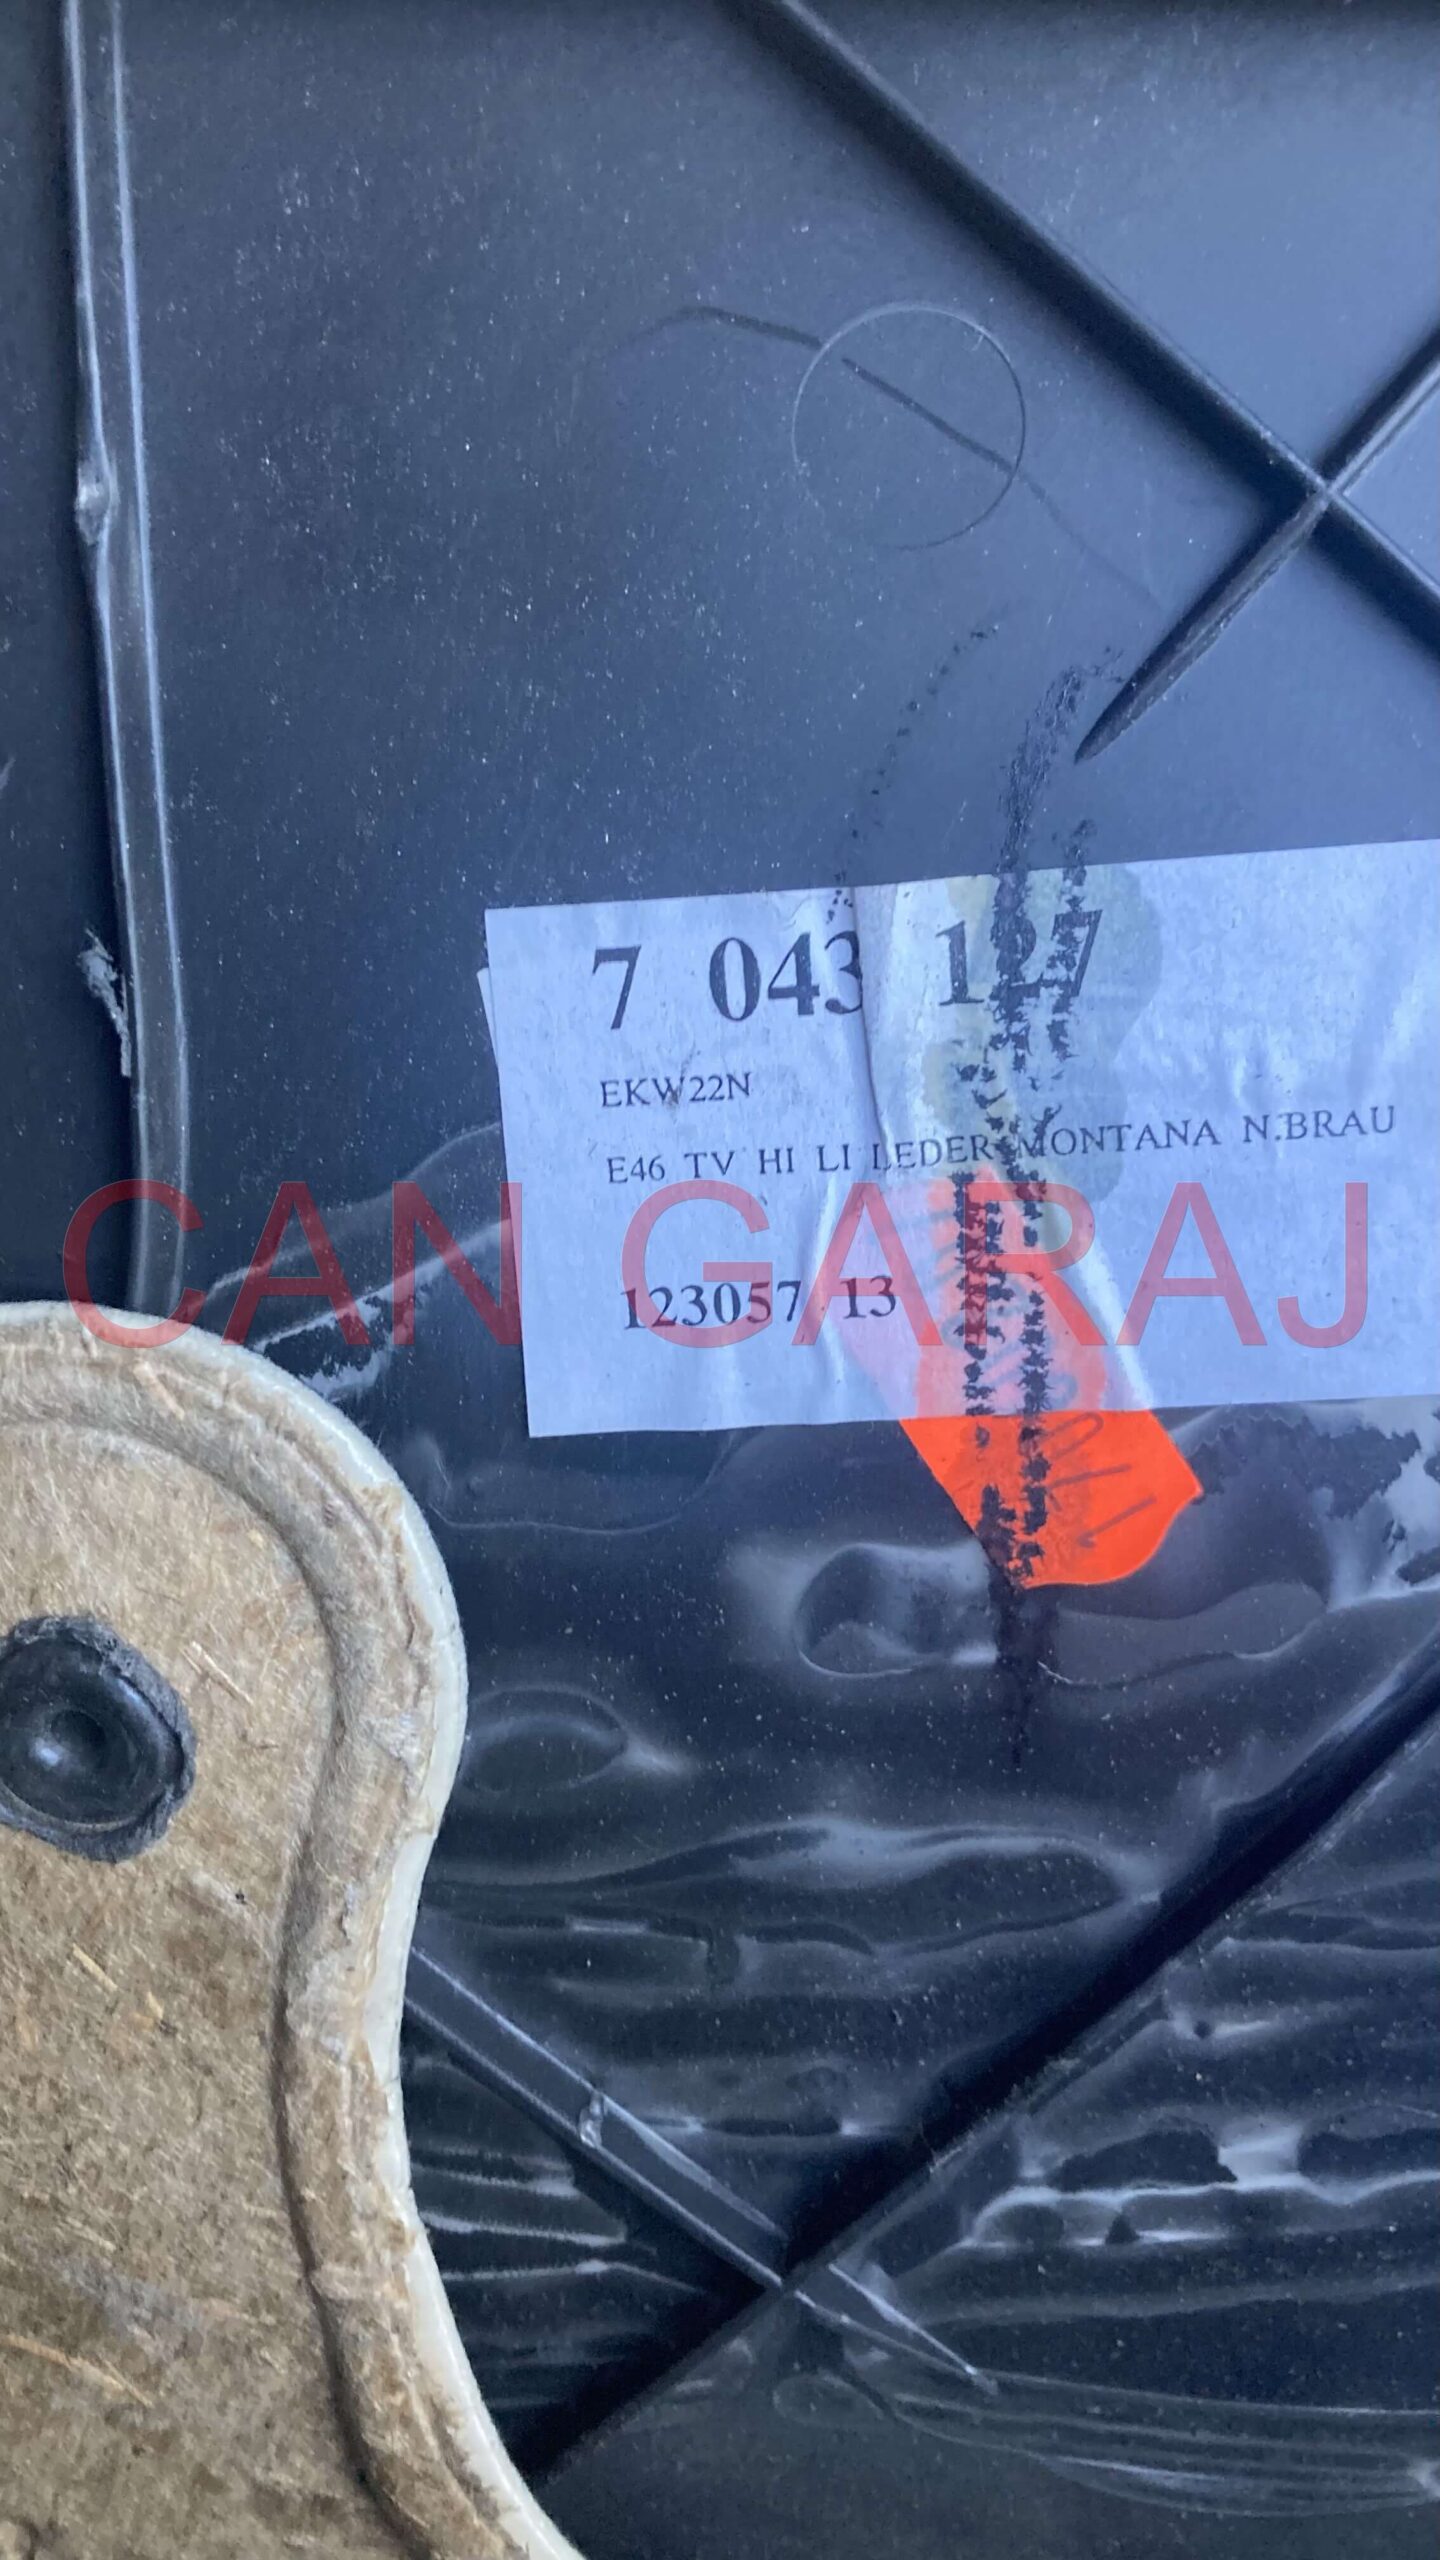 7 043 127
EKW22N
E46 TV HI LI LEDER MONTANA N.BRAU
CAN GARAJ
123057 13